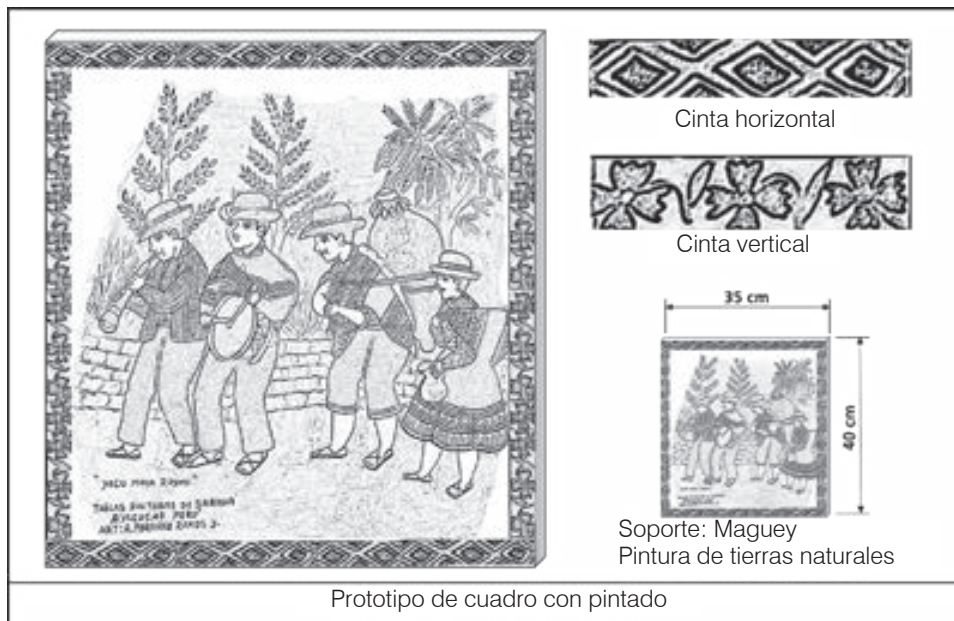 Cinta horizontal
Cinta vertical
35 cm
40 cm
TABLAS PINTADAS DE SARHUA
AYACUCHO PERÚ
Soporte: Maguey
Pintura de tierras naturales
Prototipo de cuadro con pintado